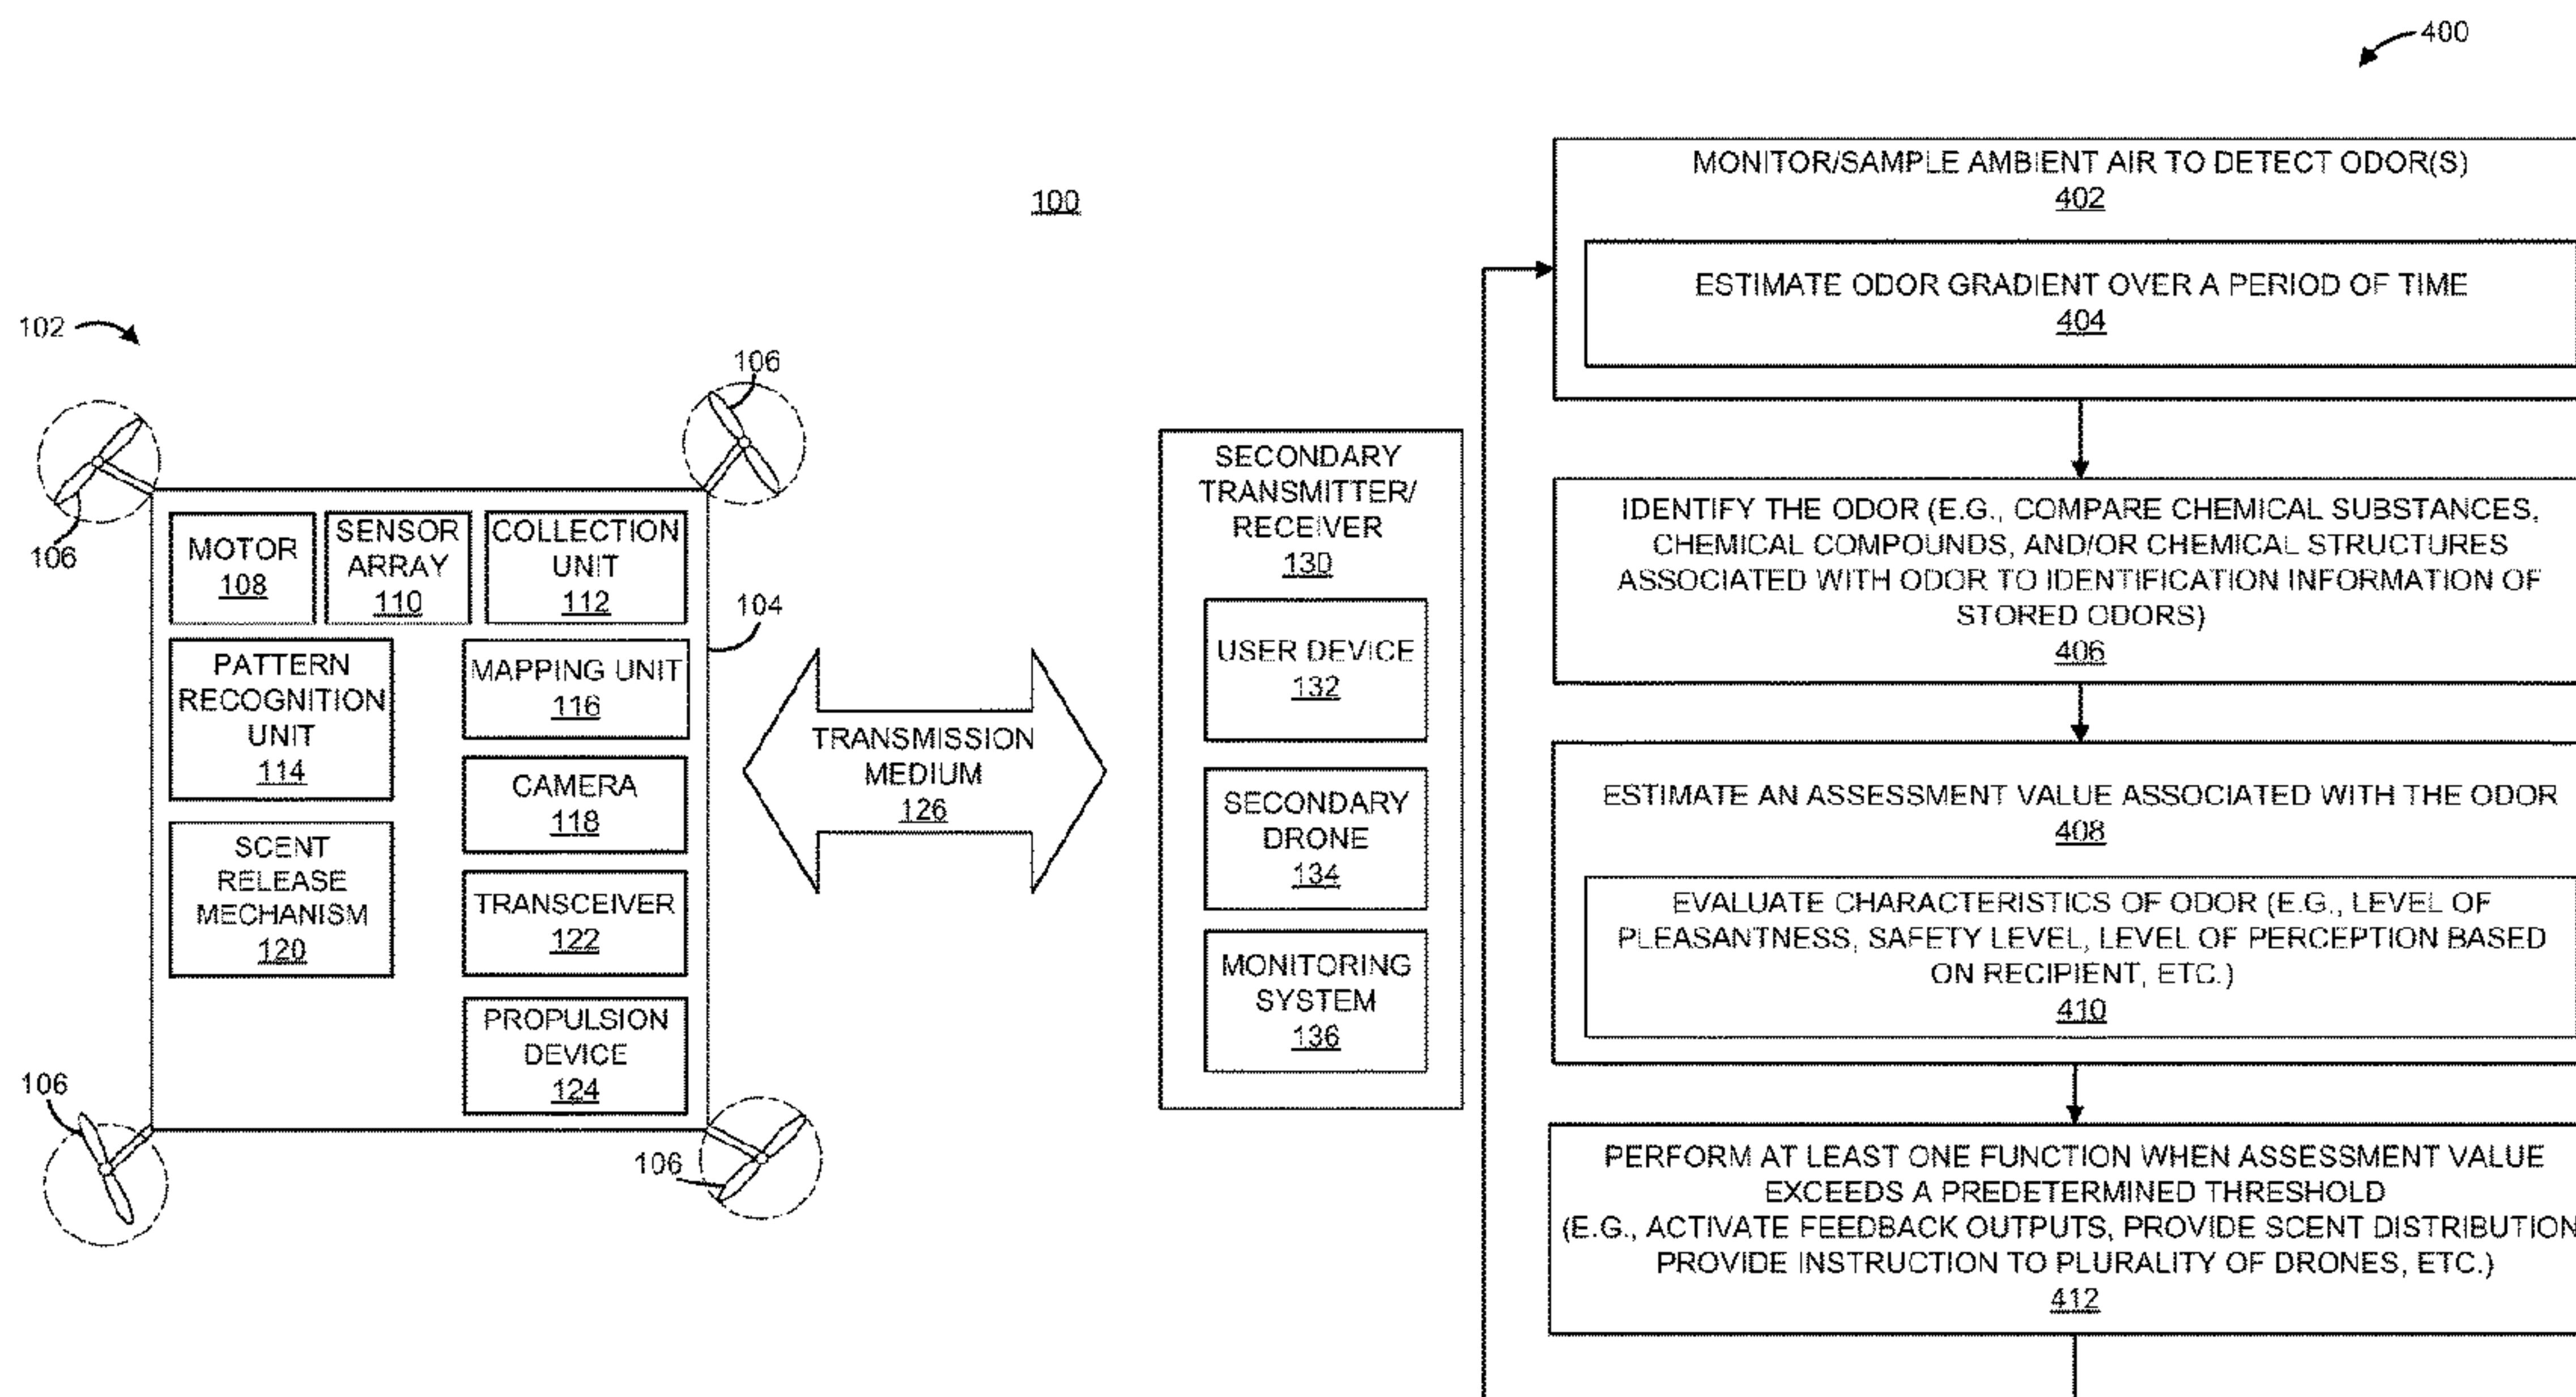 100
102
106
106
MOTOR
108
SENSOR
ARRAY
110
COLLECTION
UNIT
112
104
PATTERN
RECOGNITION
UNIT
114
MAPPING UNIT
116
CAMERA
118
SCENT
RELEASE
MECHANISM
120
TRANSCEIVER
122
PROPULSION
DEVICE
124
106
106
TRANSMISSION
MEDIUM
126
SECONDARY
TRANSMITTER/
RECEIVER
130
USER DEVICE
132
SECONDARY
DRONE
134
MONITORING
SYSTEM
136
400
MONITOR/SAMPLE AMBIENT AIR TO DETECT ODOR(S)
402
ESTIMATE ODOR GRADIENT OVER A PERIOD OF TIME
404
IDENTIFY THE ODOR (E.G., COMPARE CHEMICAL SUBSTANCES,
CHEMICAL COMPOUNDS, AND/OR CHEMICAL STRUCTURES
ASSOCIATED WITH ODOR TO IDENTIFICATION INFORMATION OF
STORED ODORS)
406
ESTIMATE AN ASSESSMENT VALUE ASSOCIATED WITH THE ODOR
408
EVALUATE CHARACTERISTICS OF ODOR (E.G., LEVEL OF
PLEASANTNESS, SAFETY LEVEL, LEVEL OF PERCEPTION BASED
ON RECIPIENT, ETC.)
410
PERFORM AT LEAST ONE FUNCTION WHEN ASSESSMENT VALUE
EXCEEDS A PREDETERMINED THRESHOLD
(E.G., ACTIVATE FEEDBACK OUTPUTS, PROVIDE SCENT DISTRIBUTION
PROVIDE INSTRUCTION TO PLURALITY OF DRONES, ETC.)
412